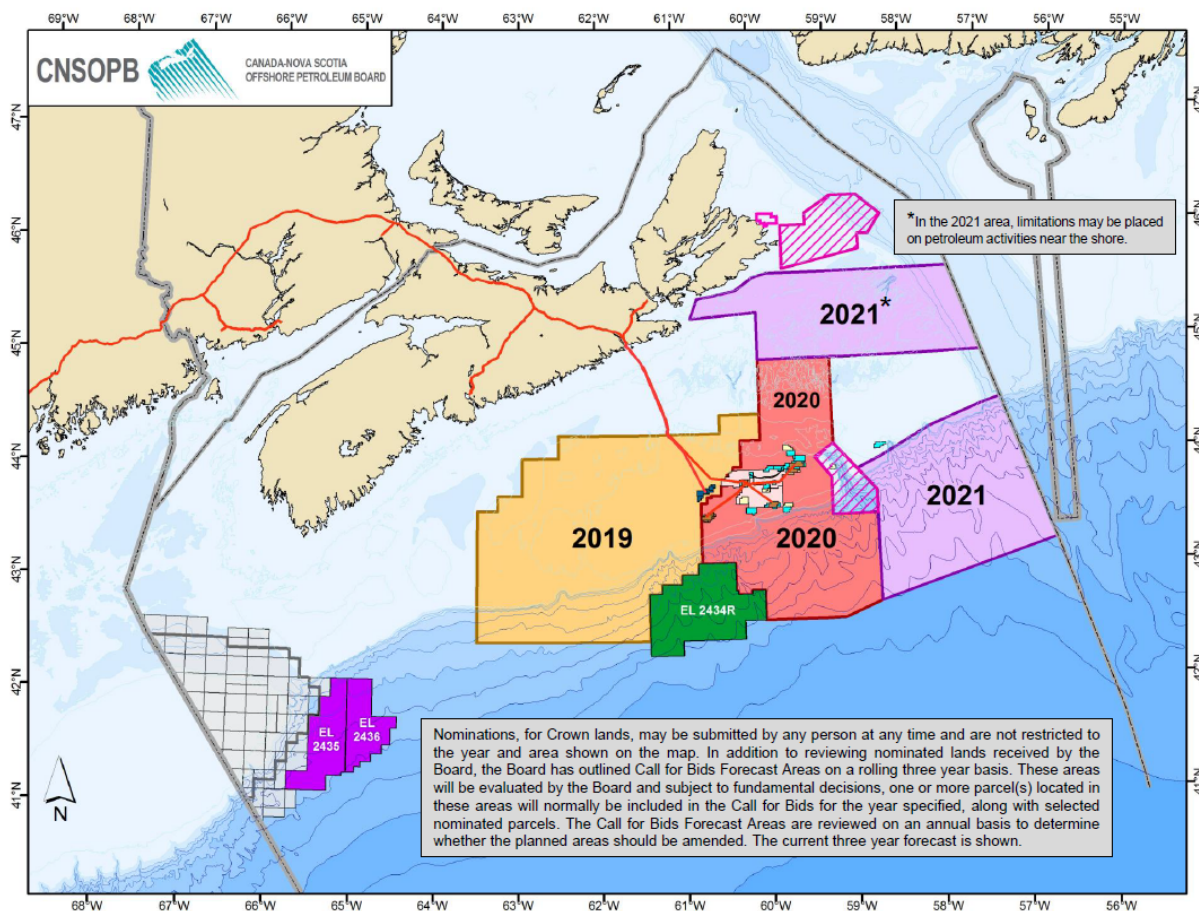 68°W 67°W 66°W 65°W 64°W 63°W 62°W 61°W 60°W 59°W 58°W 57°W 56°W 55°W
CNSOPB
CANADA-NOVA SCOTIA
OFFSHORE PETROLEUM BOARD
47°N
46°N
*In the 2021 area, limitations may be placed
on petroleum activities near the shore.
2021*
45°N
2020
44°N
2021
2019
2020
43°N
EL 2434R
42°N
EL
2435
EL
2436
Nominations, for Crown lands, may be submitted by any person at any time and are not restricted to
the year and area shown on the map. In addition to reviewing nominated lands received by the
Board, the Board has outlined Call for Bids Forecast Areas on a rolling three year basis. These areas
will be evaluated by the Board and subject to fundamental decisions, one or more parcel(s) located in
these areas will normally be included in the Call for Bids for the year specified, along with selected
nominated parcels. The Call for Bids Forecast Areas are reviewed on an annual basis to determine
whether the planned areas should be amended. The current three year forecast is shown.
41°N
N
68°W 67°W 66°W 65°W 64°W 63°W 62°W 61°W 60°W 59°W 58°W 57°W 56°W